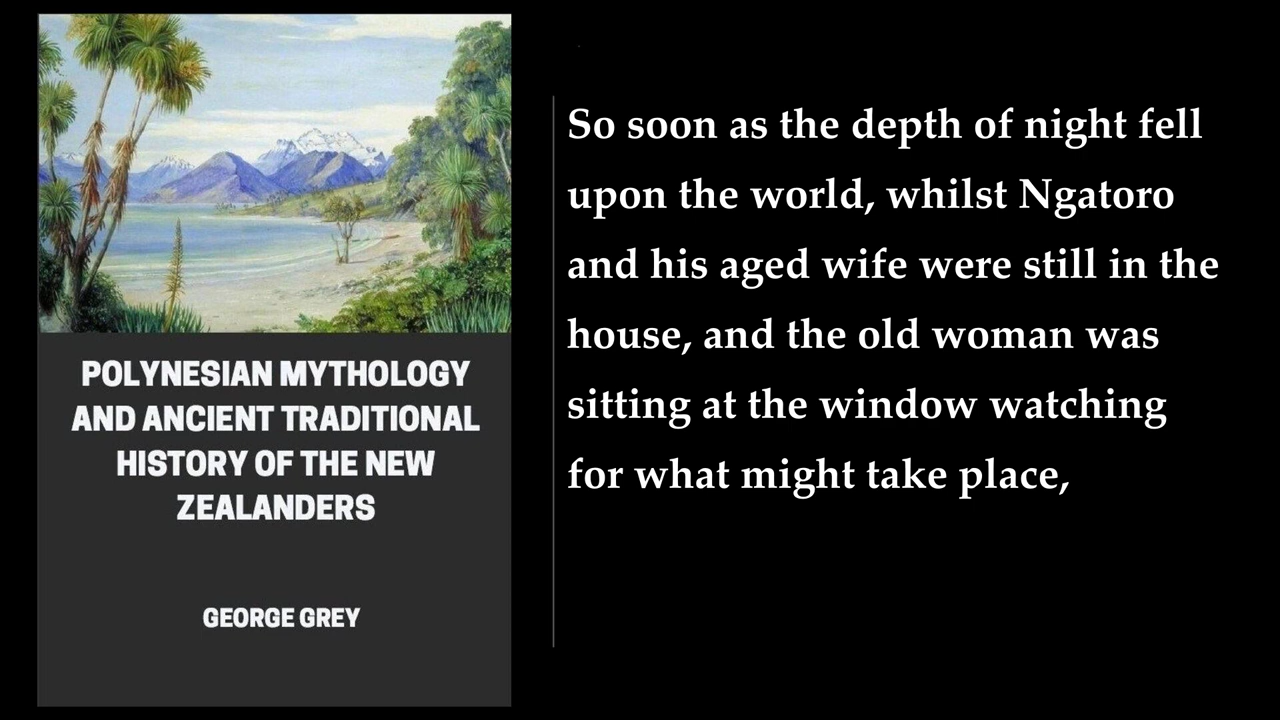 POLYNESIAN MYTHOLOGY
AND ANCIENT TRADITIONAL
HISTORY OF THE NEW
ZEALANDERS
GEORGE GREY
So soon as the depth of night fell
upon the world, whilst Ngatoro
and his aged wife were still in the
house, and the old woman was
sitting at the window watching
for what might take place,